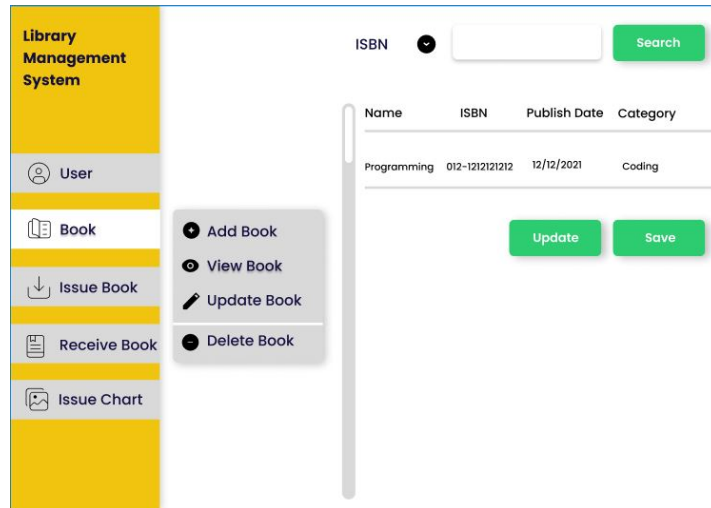 Library
Management
System
User
Book
Issue Book
Receive Book
Issue Chart
Add Book
View Book
Update Book
Delete Book
ISBN
Search
Name ISBN Publish Date Category
Programming 012-1212121212 12/12/2021 Coding
Update Save